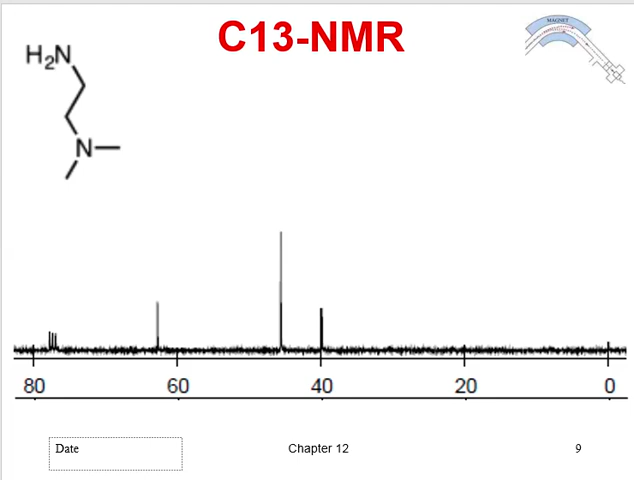 C13-NMR
MAGNET
H₂N
N
80 60 40 20 0
Date Chapter 12 9